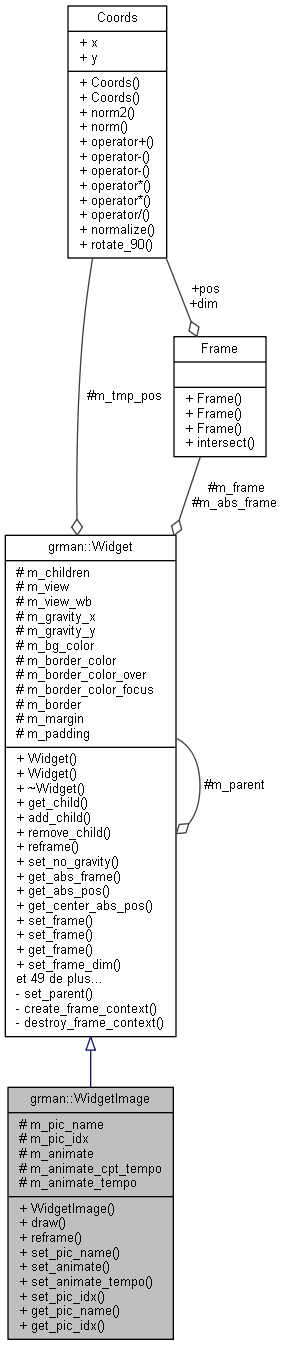 Coords
+ x
+ y
+ Coords()
+ Coords()
+ norm2()
+ norm()
+ operator+()
+ operator-()
+ operator-()
+ operator*()
+ operator*()
+ operator/()
+ normalize()
+ rotate_90()
+pos
+dim
Frame
+ Frame()
+ Frame()
+ Frame()
+ intersect()
#m_tmp_pos
#m_frame
#m_abs_frame
grman::Widget
# m_children
# m_view
# m_view_wb
# m_gravity_x
# m_gravity_y
# m_bg_color
# m_border_color
# m_border_color_over
# m_border_color_focus
# m_border
# m_margin
# m_padding
+ Widget()
+ Widget()
+ ~Widget()
+ get_child()
+ add_child()
+ remove_child()
+ reframe()
+ set_no_gravity()
+ get_abs_frame()
+ get_abs_pos()
+ get_center_abs_pos()
+ set_frame()
+ set_frame()
+ get_frame()
+ set_frame_dim()
et 49 de plus...
- set_parent()
- create_frame_context()
- destroy_frame_context()
#m_parent
grman::WidgetImage
# m_pic_name
# m_pic_idx
# m_animate
# m_animate_cpt_tempo
# m_animate_tempo
+ WidgetImage()
+ draw()
+ reframe()
+ set_pic_name()
+ set_animate()
+ set_animate_tempo()
+ set_pic_idx()
+ get_pic_name()
+ get_pic_idx()